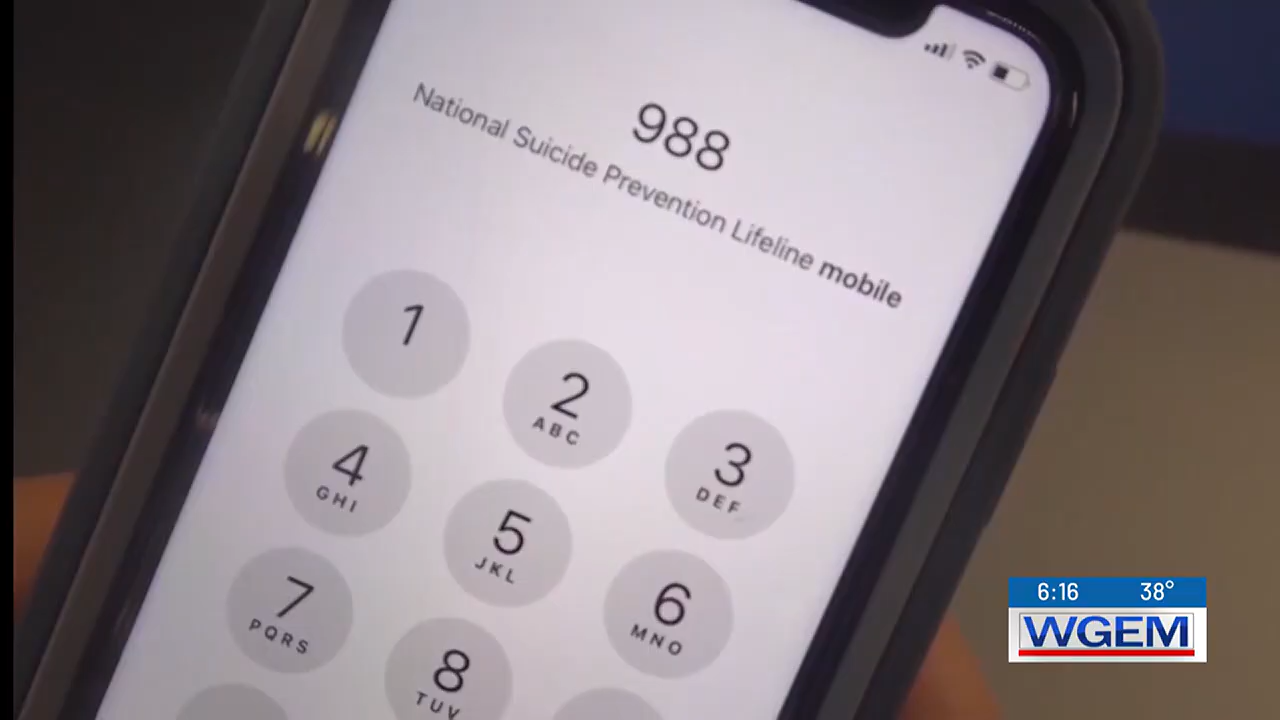 988
National Suicide Prevention Lifeline mobile
1
2
ABC
3
DEF
4
GHI
5
JKL
6
MNO
7
PQRS
8
TUV
6:16 38°
WGEM